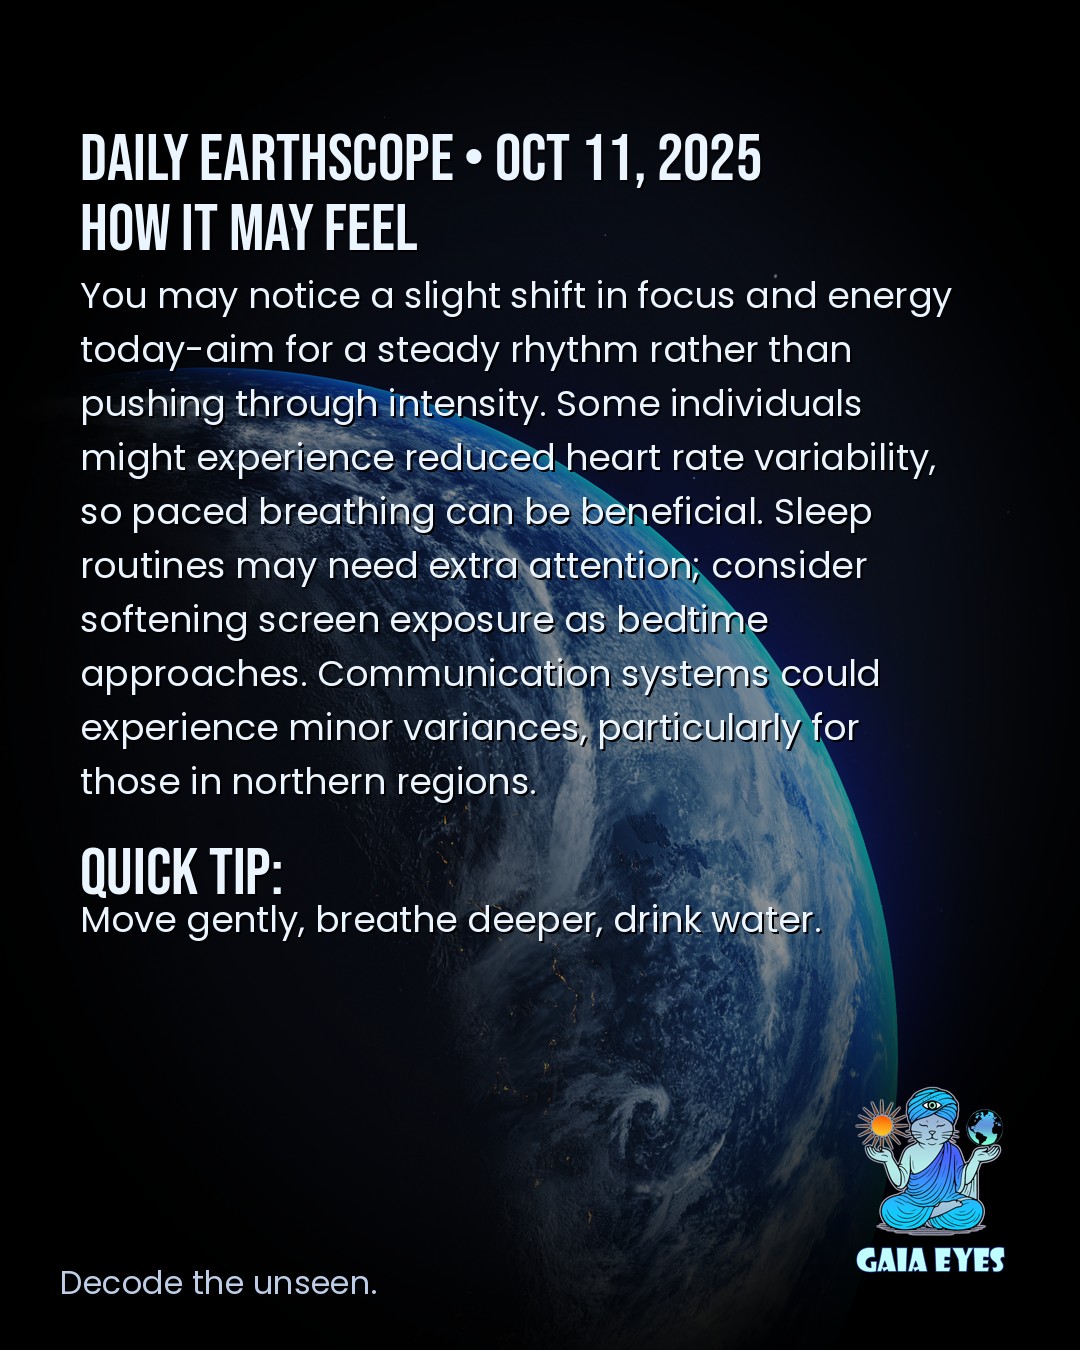 DAILY EARTHSCOPE • OCT 11, 2025
HOW IT MAY FEEL
You may notice a slight shift in focus and energy
today-aim for a steady rhythm rather than
pushing through intensity. Some individuals
might experience reduced heart rate variability,
so paced breathing can be beneficial. Sleep
routines may need extra attention; consider
softening screen exposure as bedtime
approaches. Communication systems could
experience minor variances, particularly for
those in northern regions.
QUICK TIP:
Move gently, breathe deeper, drink water.
GAIA EYES
Decode the unseen.